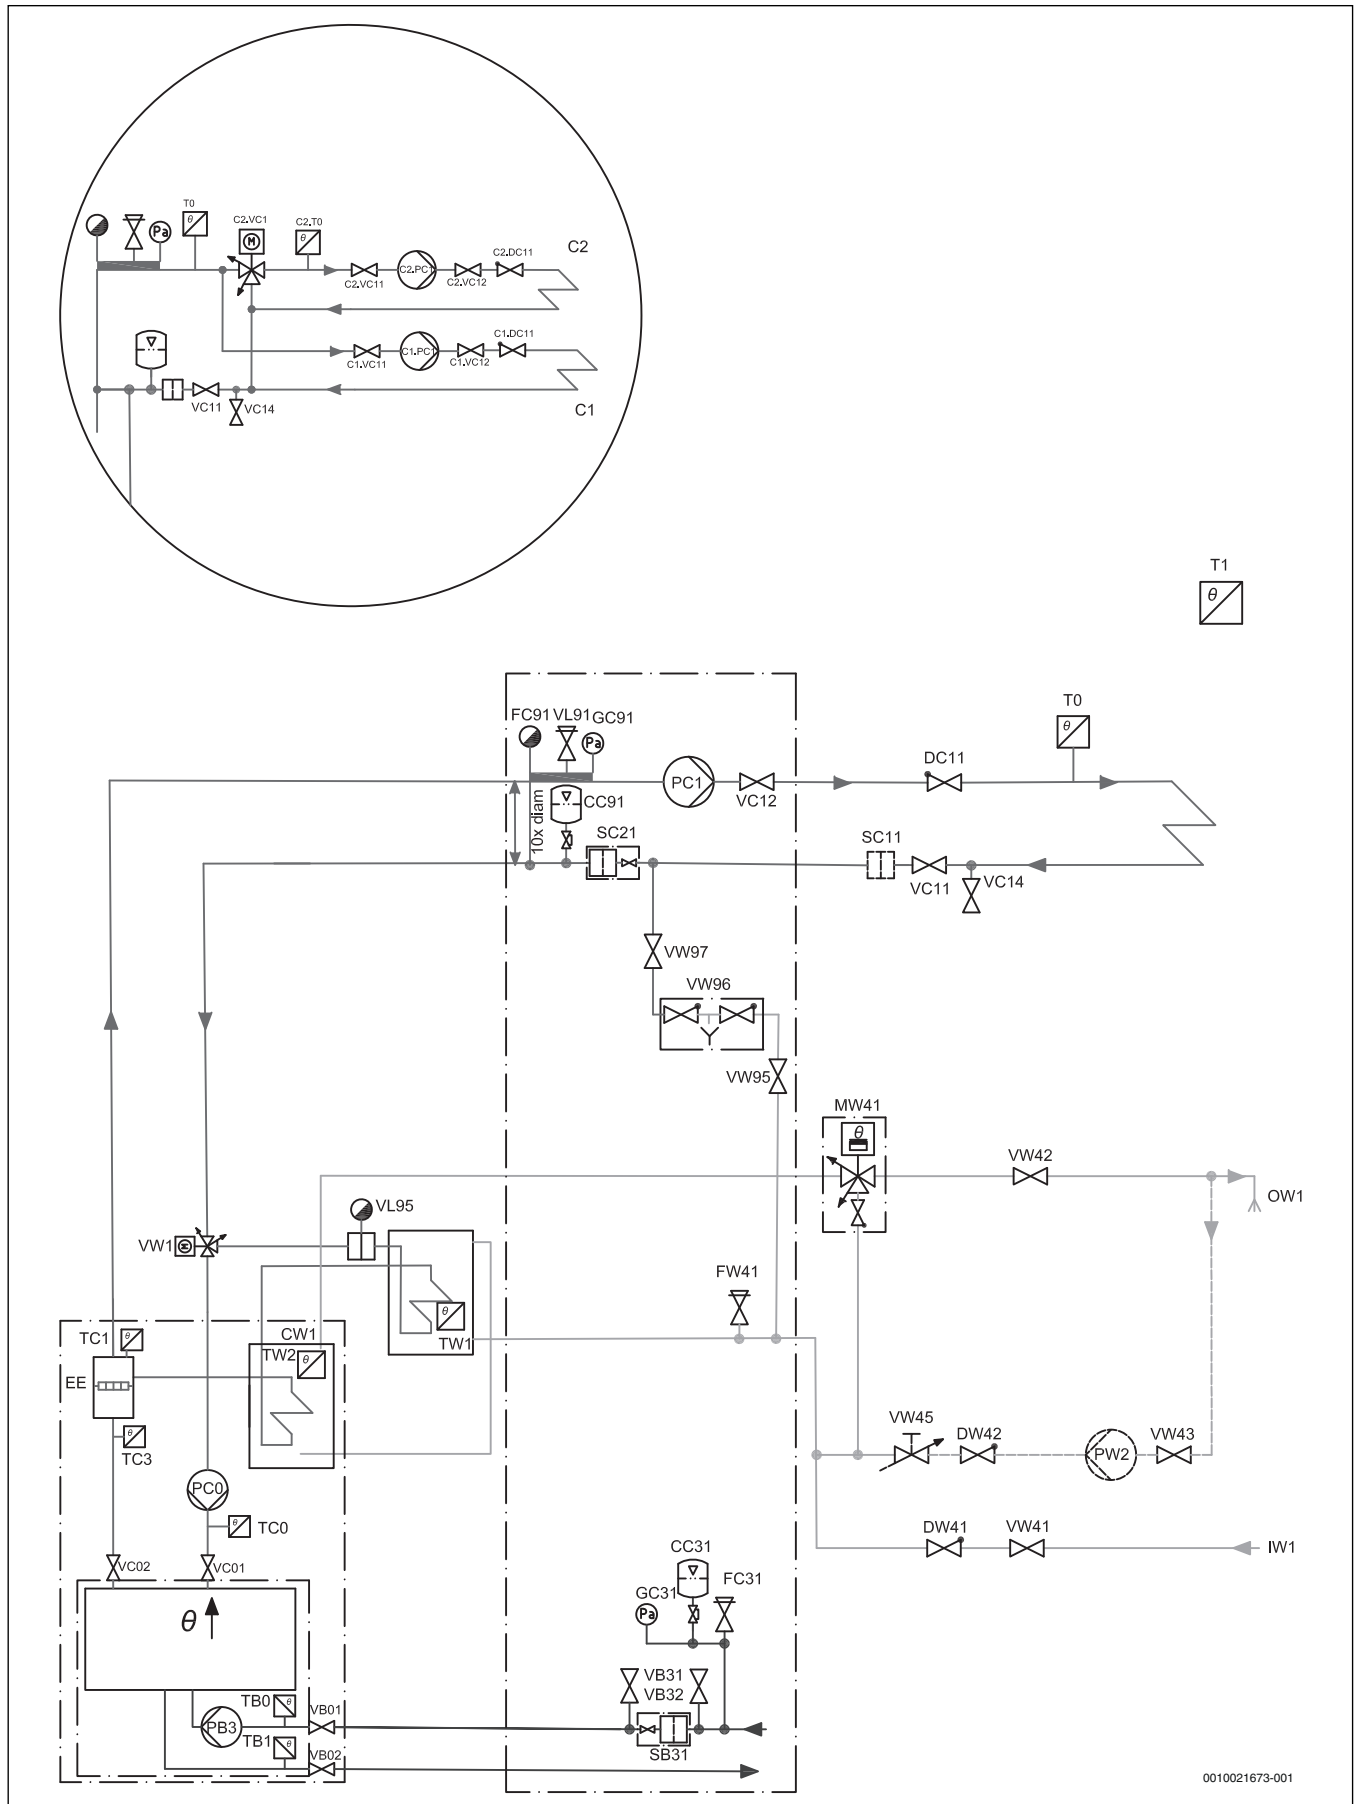 T0
C2.VC1
C2.T0
θ
M
θ
Pa
C2.DC11
C2
C2.VC11
C2.PC1
C2.VC12
C1.DC11
C1.VC11
C1.PC1
C1.VC12
VC11
VC14
C1
T1
θ
FC91 VL91 GC91
Pa
T0
θ
PC1
VC12
DC11
10x diam
CC91
SC21
SC11
VC11
VC14
VW97
VW96
VW95
MW41
θ
VW42
OW1
VL95
VW1
M
FW41
θ
TW1
TC1
θ
CW1
TW2
θ
EE
θ
TC3
VW45
DW42
PW2
VW43
PC0
θ
TC0
DW41
VW41
IW1
VC02
VC01
CC31
GC31
FC31
Pa
θ
VB31
VB32
TB0
θ
VB01
PB3
TB1
θ
VB02
SB31
0010021673-001